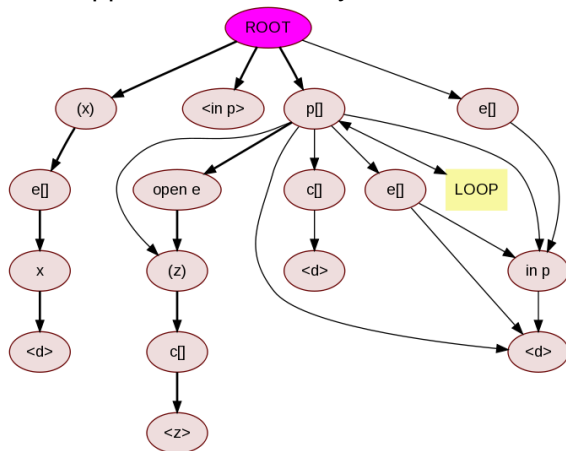 ROOT
(x)
<in p>
p[]
e[]
e[]
open e
c[]
e[]
LOOP
x
(z)
<d>
in p
<d>
c[]
<d>
<z>